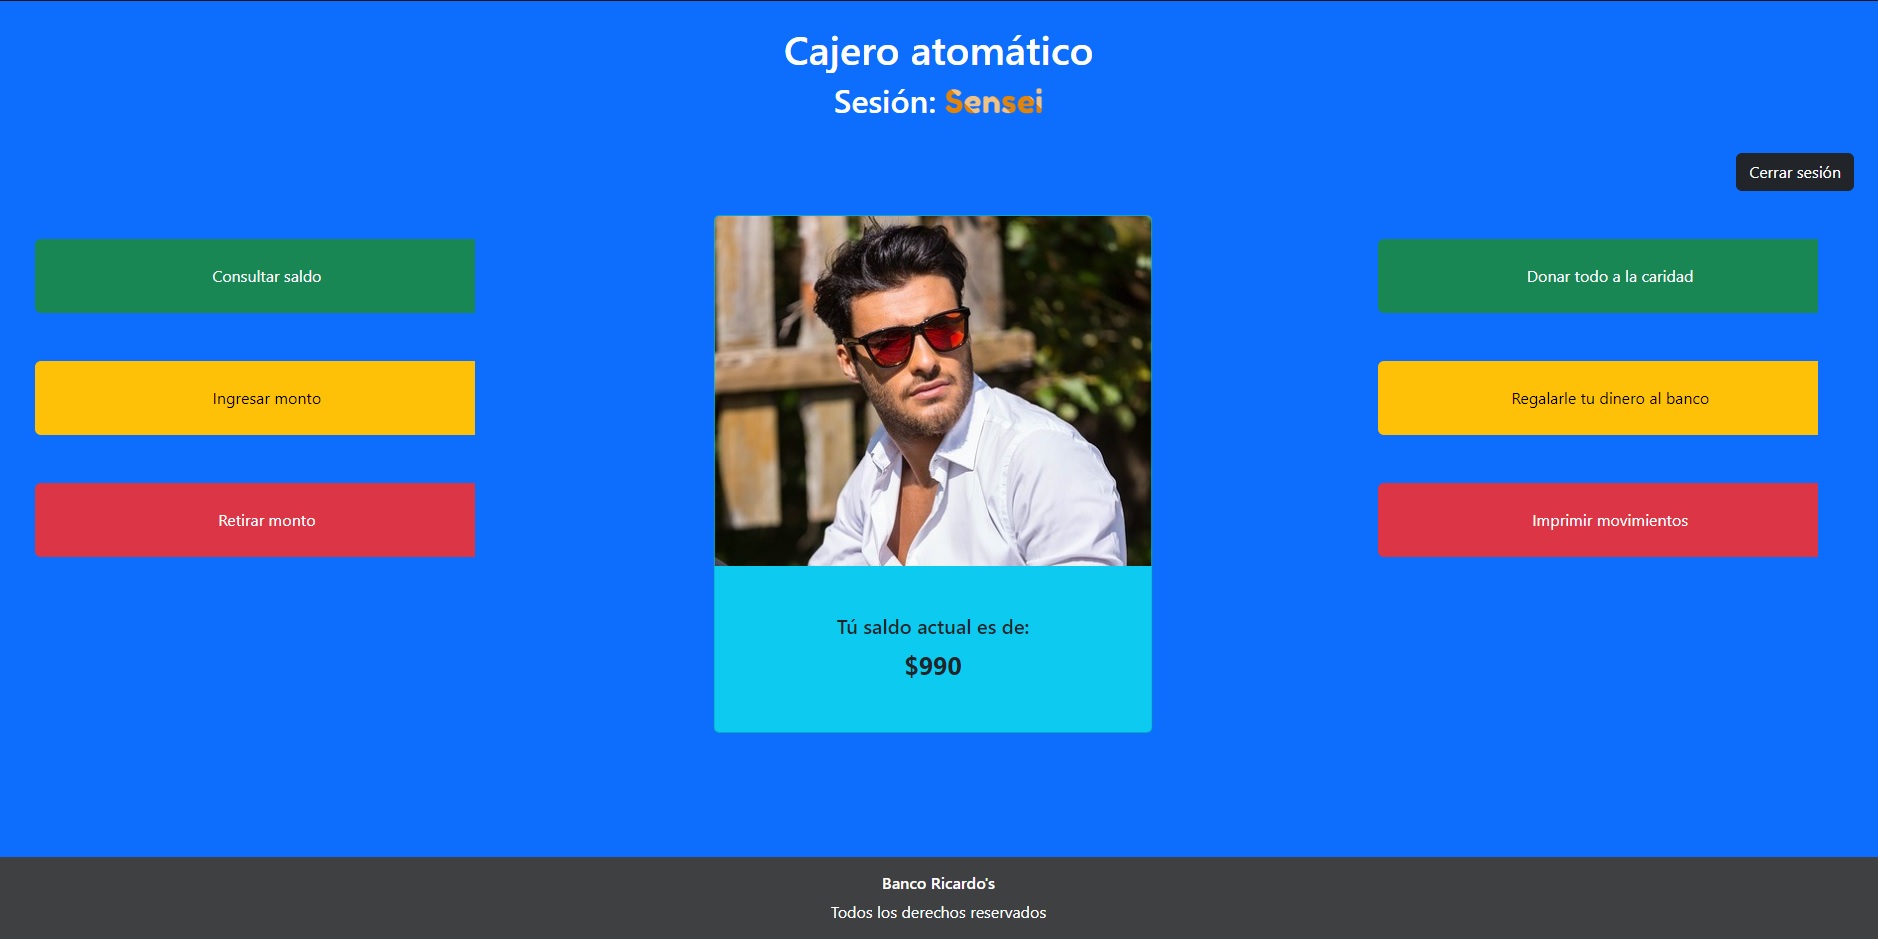 Cajero atomático
Sesión: Sensei
Cerrar sesión
Consultar saldo
Ingresar monto
Retirar monto
Donar todo a la caridad
Regalarle tu dinero al banco
Imprimir movimientos
Tú saldo actual es de:
$990
Banco Ricardo's
Todos los derechos reservados